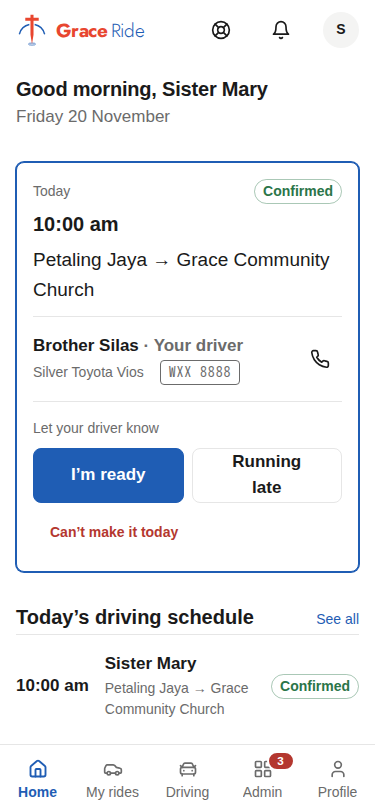 Grace Ride
S
Good morning, Sister Mary
Friday 20 November
Today
Confirmed
10:00 am
Petaling Jaya → Grace Community
Church
Brother Silas · Your driver
Silver Toyota Vios WXX 8888
Let your driver know
I’m ready
Running
late
Can’t make it today
Today’s driving schedule
See all
10:00 am
Sister Mary
Petaling Jaya → Grace
Community Church
Confirmed
3
Home
My rides
Driving
Admin
Profile